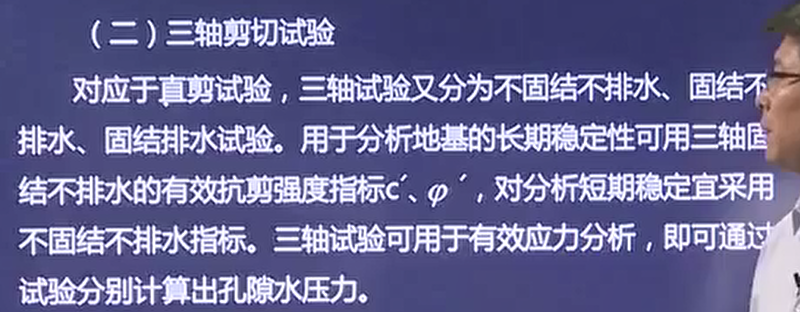 （二）三轴剪切试验
对应于直剪试验，三轴试验又分为不固结不排水、固结不
排水、固结排水试验。用于分析地基的长期稳定性可用三轴固
结不排水的有效抗剪强度指标c′、φ ′，对分析短期稳定宜采用
不固结不排水指标。三轴试验可用于有效应力分析，即可通过
试验分别计算出孔隙水压力。